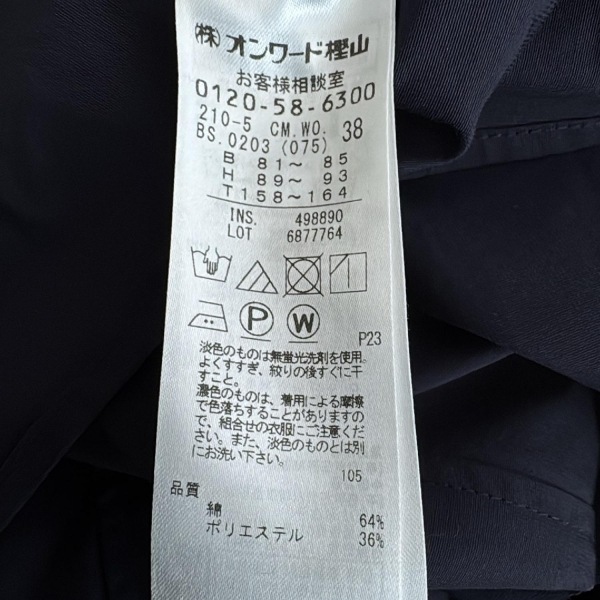 (株)オンワード樫山
お客様相談室
0120-58-6300
210-5 CM.WO. 38
BS.0203 (075)
B 81～ 85
H 89～ 93
T 158～164
INS. 498890
LOT 6877764
P W
P23
淡色のものは無蛍光洗剤を使用。
よくすすぎ、絞りの後すぐに干
すこと。
濃色のものは、着用による摩擦
で色落ちすることがありますの
で、組合せの衣服にご注意くだ
さい。また、淡色のものとは別
にお洗い下さい。
105
品質
綿 64%
ポリエステル 36%